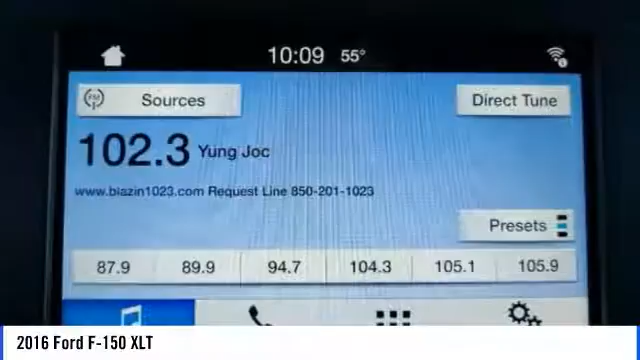 10:09 55°
FM Sources
Direct Tune
102.3 Yung Joc
www.blazin1023.com Request Line 850-201-1023
Presets
87.9 89.9 94.7 104.3 105.1 105.9
2016 Ford F-150 XLT